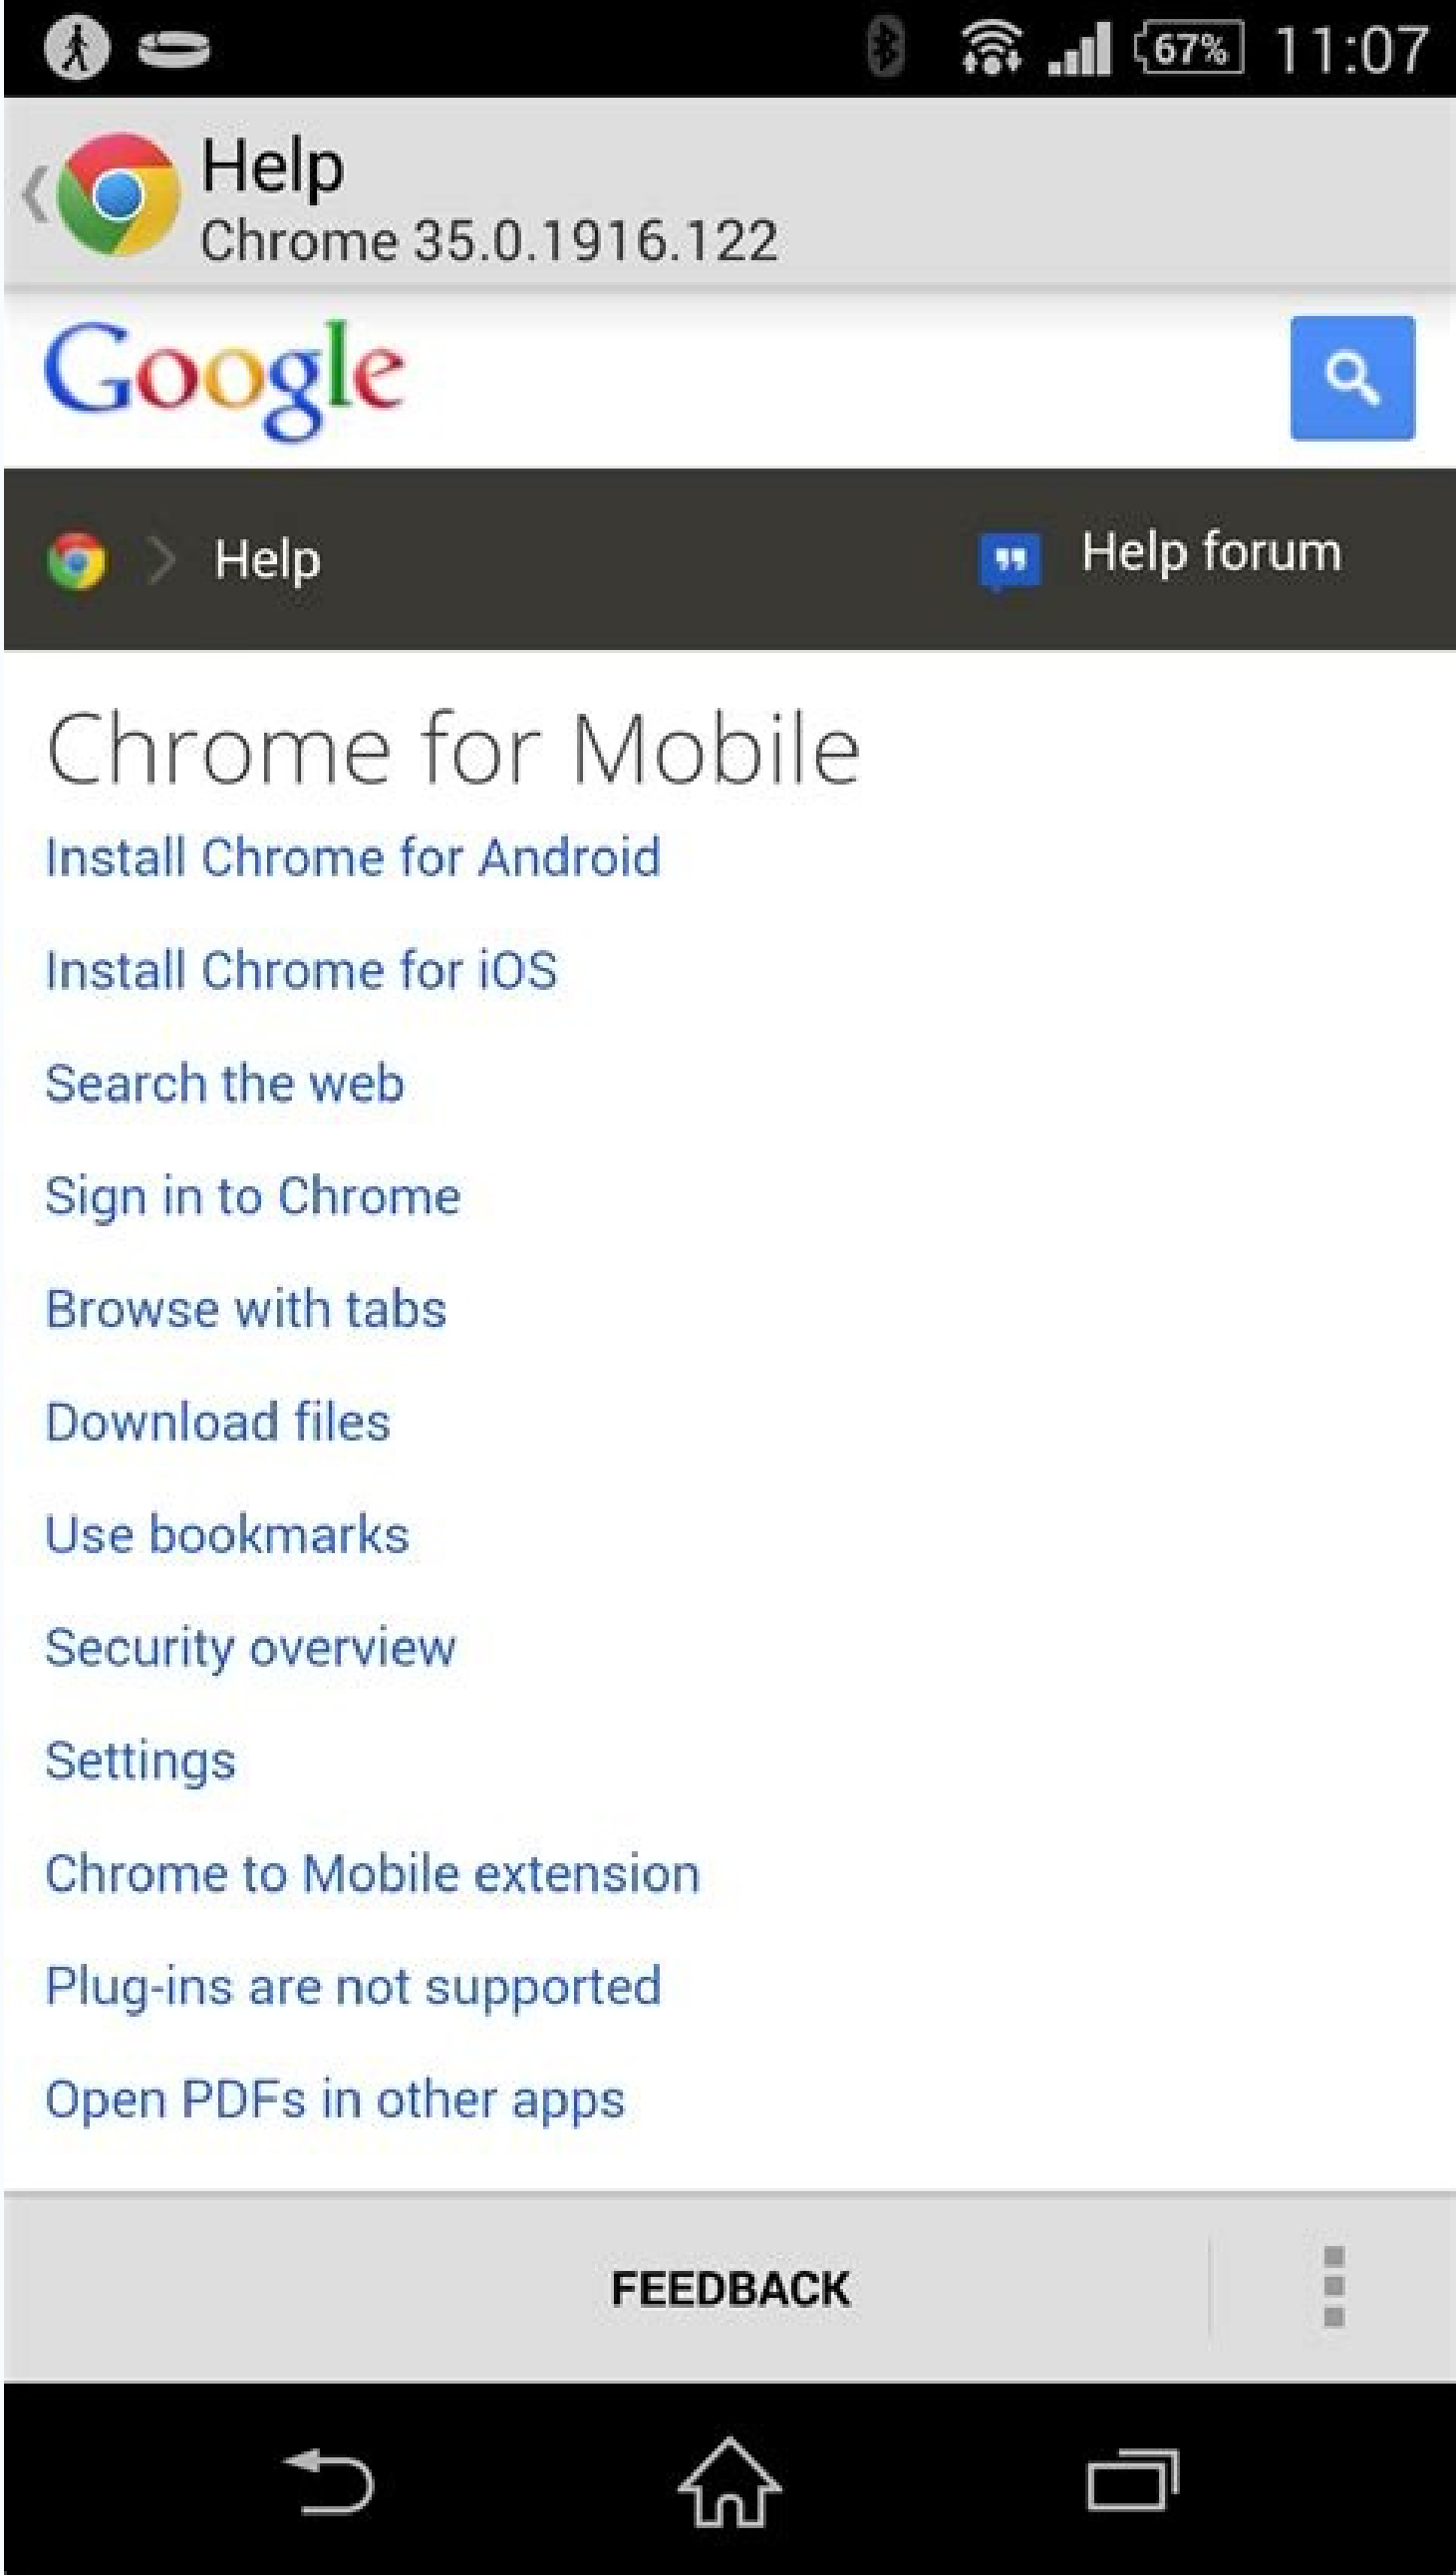 67% 11:07
Help
Chrome 35.0.1916.122
Google
Help Help forum
Chrome for Mobile
Install Chrome for Android
Install Chrome for iOS
Search the web
Sign in to Chrome
Browse with tabs
Download files
Use bookmarks
Security overview
Settings
Chrome to Mobile extension
Plug-ins are not supported
Open PDFs in other apps
FEEDBACK